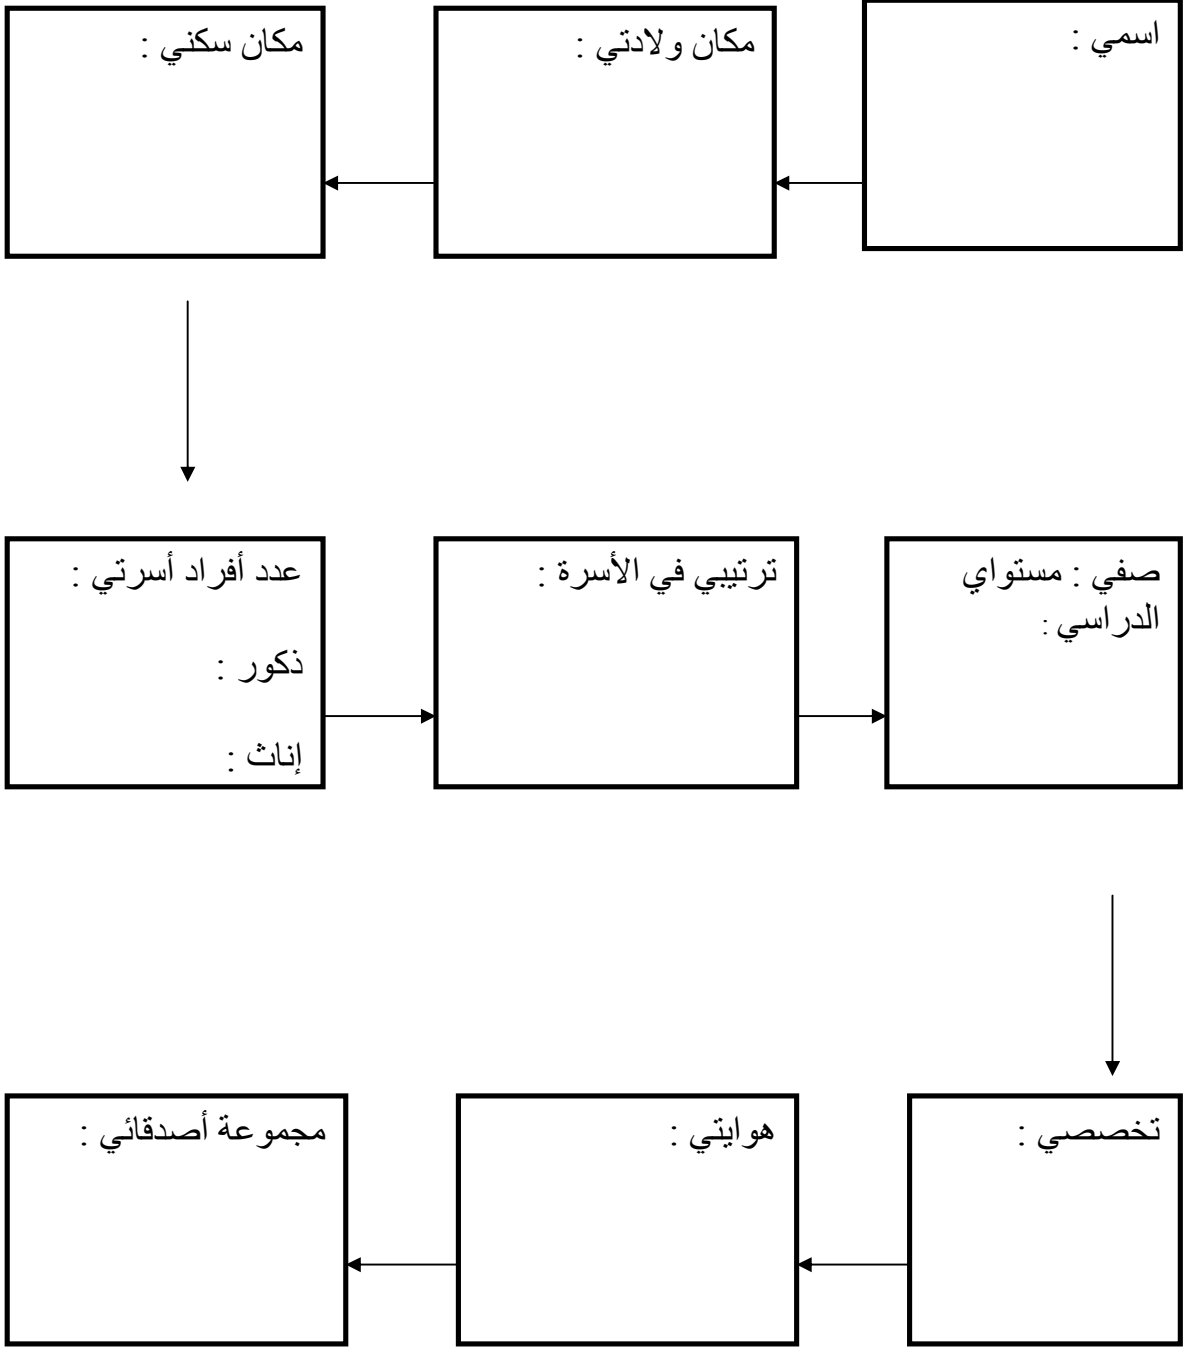 اسمي :
مكان ولادتي :
مكان سكني :
عدد أفراد أسرتي :
ذكور :
إناث :
ترتيبي في الأسرة :
صفي : مستواي
الدراسي :
تخصصي :
هوايتي :
مجموعة أصدقائي :